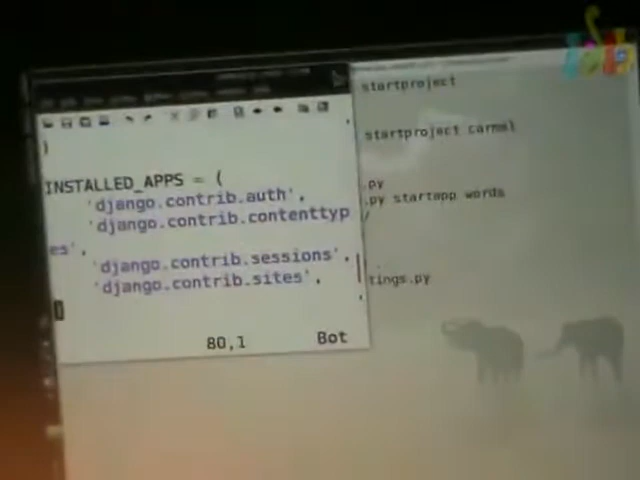 )
INSTALLED_APPS = (
'django.contrib.auth',
'django.contrib.contenttyp
es',
'django.contrib.sessions',
'django.contrib.sites',
)
80,1
Bot
startproject
startproject carmel
.py
.py startapp words
/
.
tings.py